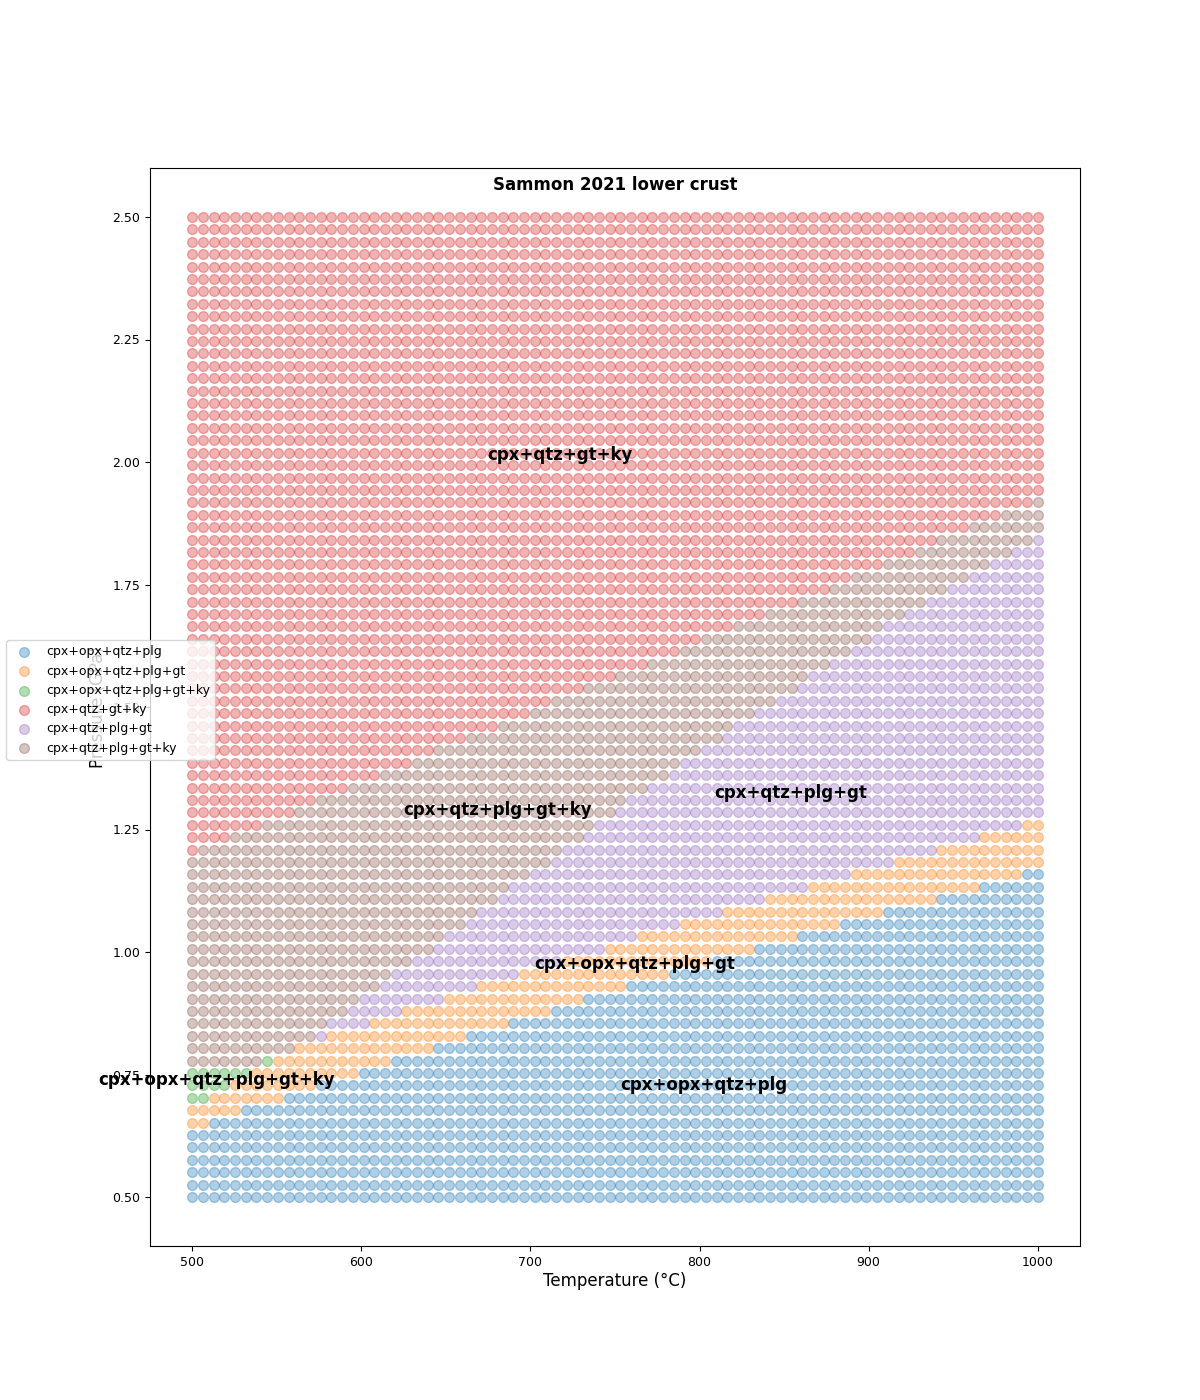 Sammon 2021 lower crust
2.50
2.25
cpx+qtz+gt+ky
2.00
1.75
cpx+opx+qtz+plg
cpx+opx+qtz+plg+gt
cpx+opx+qtz+plg+gt+ky
cpx+qtz+gt+ky
cpx+qtz+plg+gt
cpx+qtz+plg+gt+ky
cpx+qtz+plg+gt
cpx+qtz+plg+gt+ky
1.25
1.00
cpx+opx+qtz+plg+gt
0.75
cpx+opx+qtz+plg+gt+ky
cpx+opx+qtz+plg
0.50
500 600 700 800 900 1000
Temperature (°C)